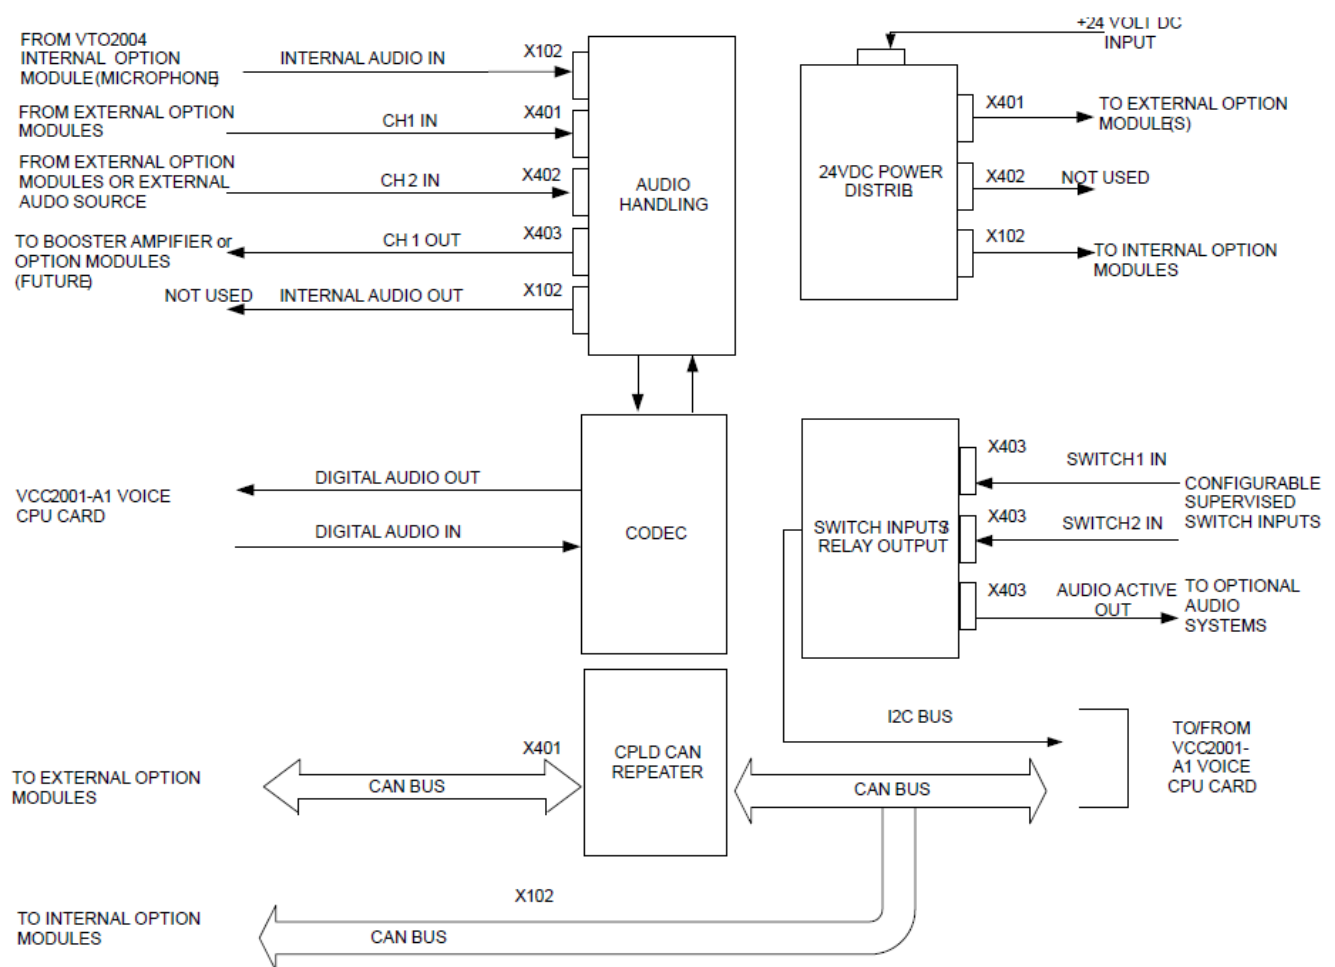 FROM VTO2004
INTERNAL OPTION
MODULE (MICROPHONE)
INTERNAL AUDIO IN
X102
FROM EXTERNAL OPTION
MODULES
CH1 IN
X401
FROM EXTERNAL OPTION
MODULES OR EXTERNAL
AUDO SOURCE
CH 2 IN
X402
TO BOOSTER AMPIFIER or
OPTION MODULES
(FUTURE)
CH 1 OUT
X403
NOT USED
INTERNAL AUDIO OUT
X102
AUDIO
HANDLING
+24 VOLT DC
INPUT
24VDC POWER
DISTRIB
X401
TO EXTERNAL OPTION
MODULE(S)
X402
NOT USED
X102
TO INTERNAL OPTION
MODULES
VCC2001-A1 VOICE
CPU CARD
DIGITAL AUDIO OUT
DIGITAL AUDIO IN
CODEC
SWITCH INPUTS/
RELAY OUTPUT
X403
SWITCH1 IN
X403
SWITCH2 IN
CONFIGURABLE
SUPERVISED
SWITCH INPUTS
X403
AUDIO ACTIVE
OUT
TO OPTIONAL
AUDIO
SYSTEMS
I2C BUS
TO/FROM
VCC2001-
A1 VOICE
CPU CARD
TO EXTERNAL OPTION
MODULES
X401
CAN BUS
CPLD CAN
REPEATER
CAN BUS
X102
TO INTERNAL OPTION
MODULES
CAN BUS